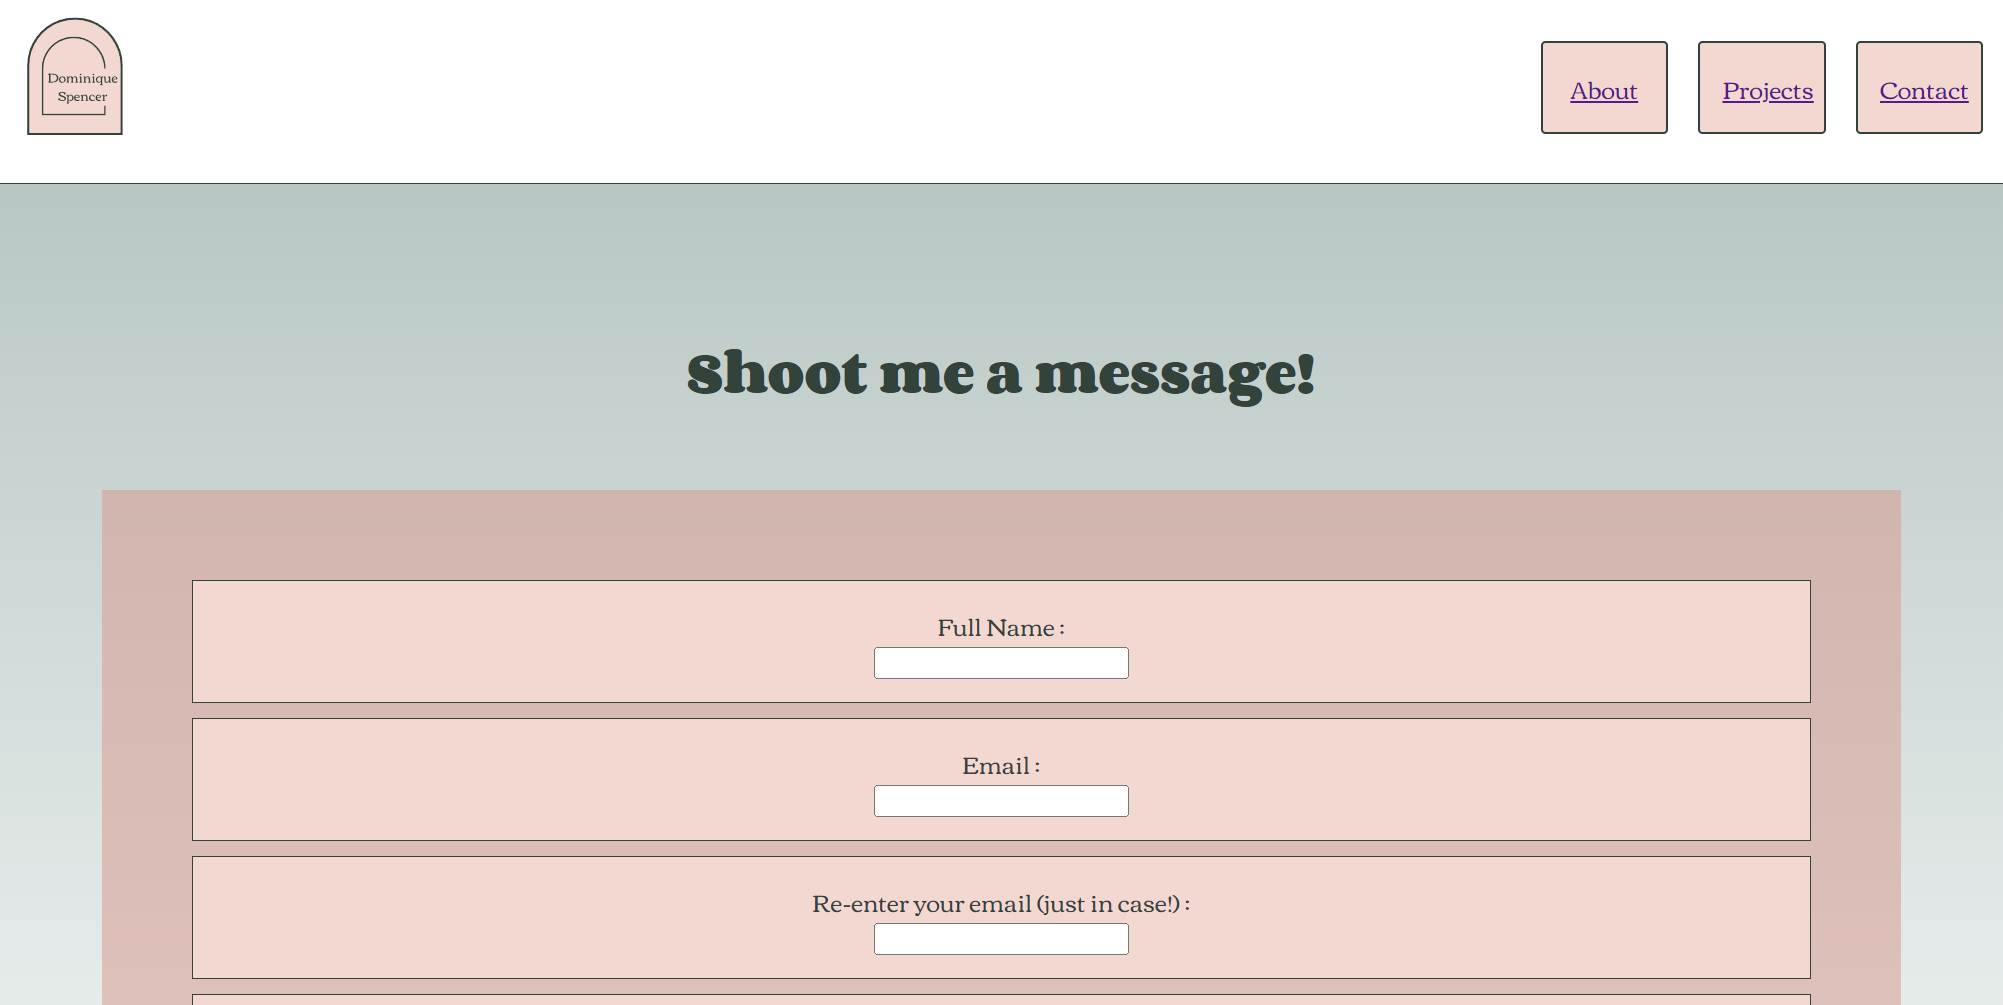 Dominique
Spencer
About
Projects
Contact
Shoot me a message!
Full Name :
Email :
Re-enter your email (just in case!) :